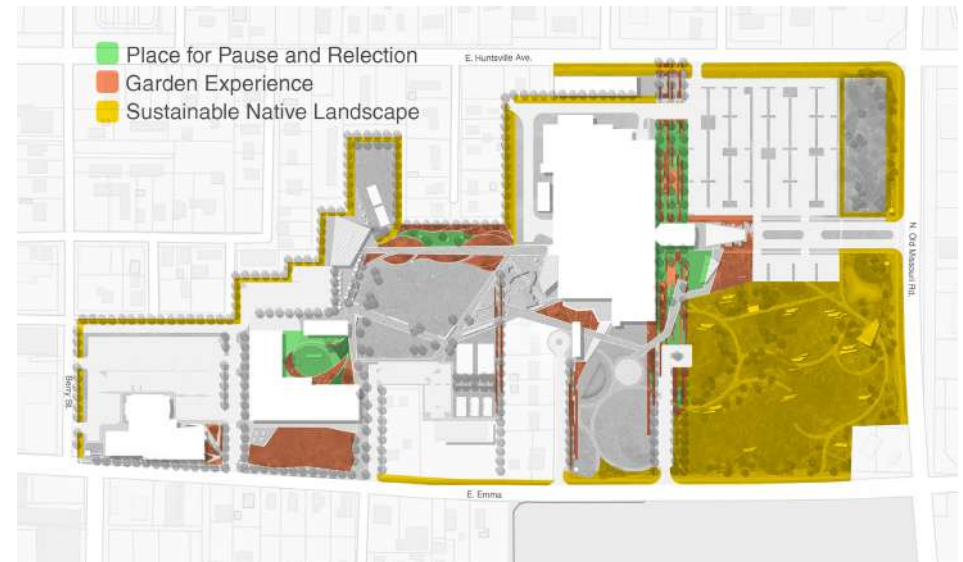 E. Huntsville Ave.
Place for Pause and Relection
Garden Experience
Sustainable Native Landscape
N. Old Missouri Rd.
Berry St.
E. Emma